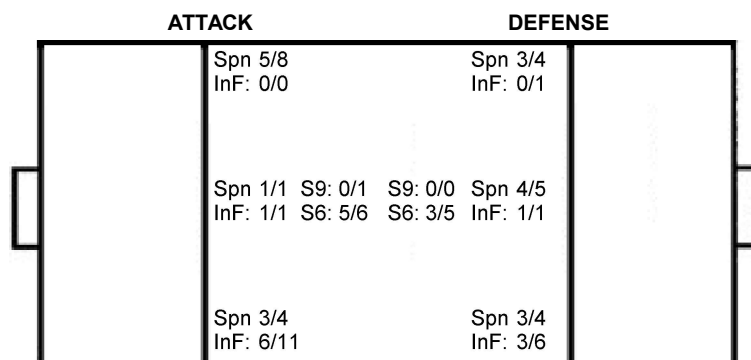 ATTACK DEFENSE
Spn 5/8 Spn 3/4
InF: 0/0 InF: 0/1
Spn 1/1 S9: 0/1 S9: 0/0 Spn 4/5
InF: 1/1 S6: 5/6 S6: 3/5 InF: 1/1
Spn 3/4 Spn 3/4
InF: 6/11 InF: 3/6